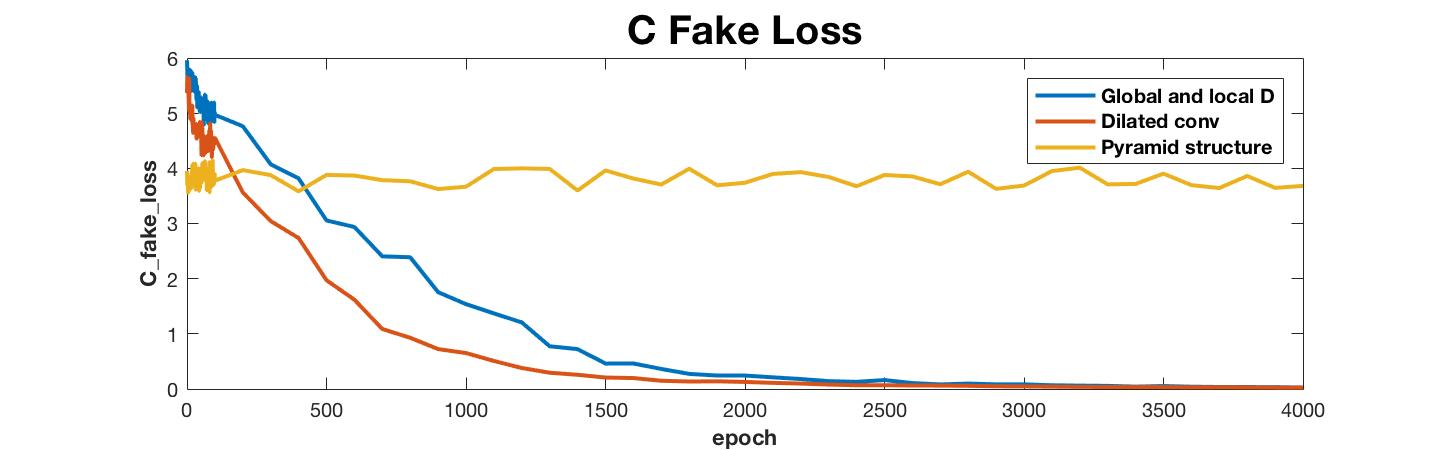 C Fake Loss
Global and local D
Dilated conv
Pyramid structure
C_fake_loss
6
5
4
3
2
1
0
0 500 1000 1500 2000 2500 3000 3500 4000
epoch